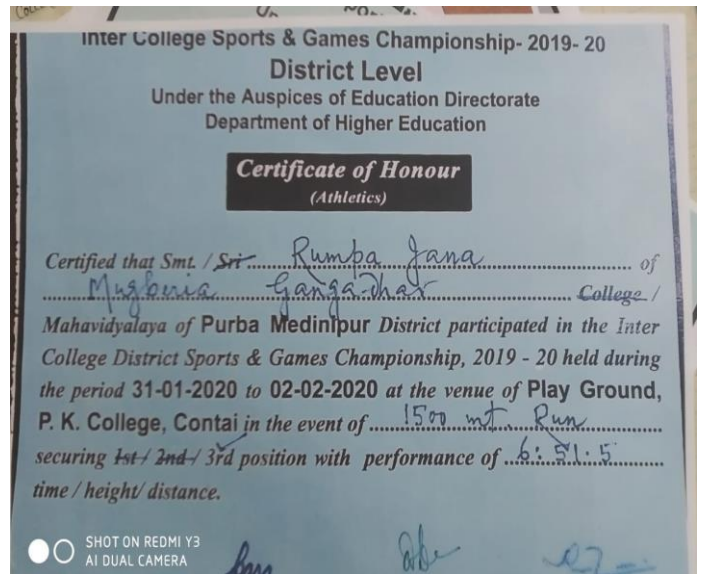 Inter College Sports & Games Championship- 2019- 20
District Level
Under the Auspices of Education Directorate
Department of Higher Education
Certificate of Honour
(Athletics)
Certified that Smt. / Sri Rumpa Jana of
Mugberia Gangadhar College /
Mahavidyalaya of Purba Medinipur District participated in the Inter
College District Sports & Games Championship, 2019 - 20 held during
the period 31-01-2020 to 02-02-2020 at the venue of Play Ground,
P. K. College, Contai in the event of 1500 mt. Run
securing 1st / 2nd / 3rd position with performance of 6:51.5
time / height/ distance.
SHOT ON REDMI Y3
AI DUAL CAMERA